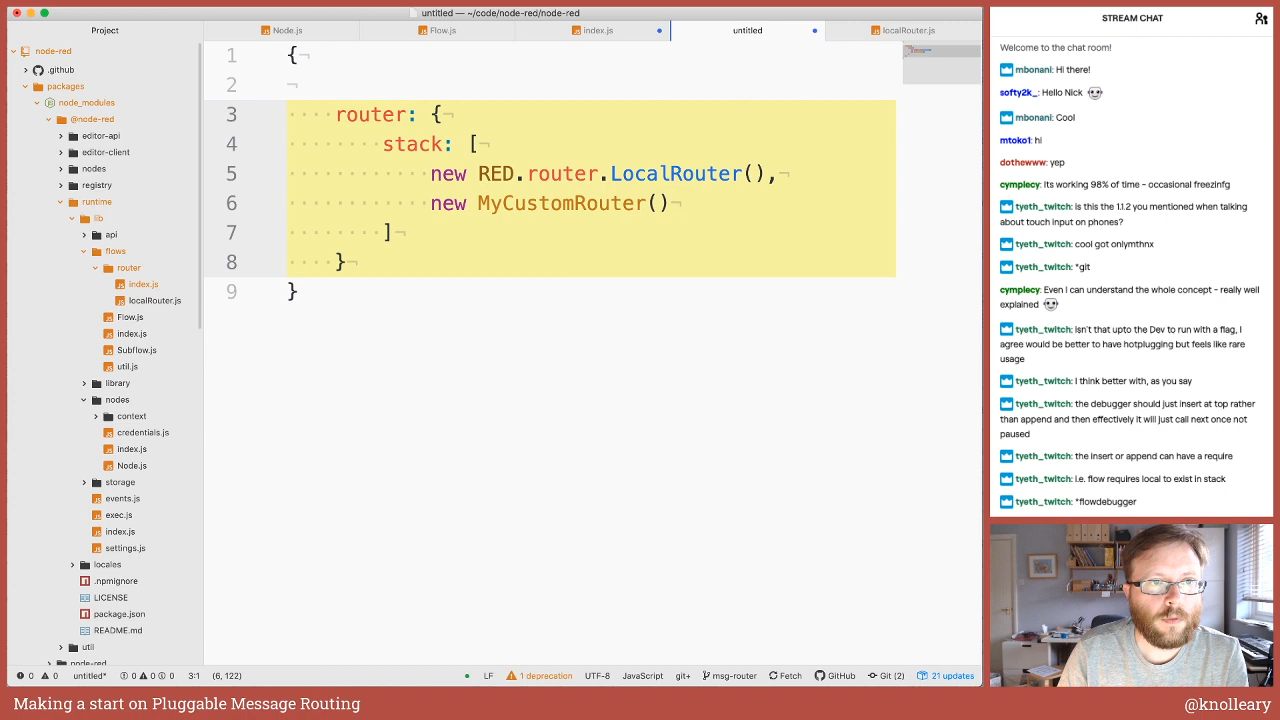 untitled — ~/code/node-red/node-red
Project
Node.js
Flow.js
index.js
untitled
localRouter.js
node-red
.github
packages
node_modules
@node-red
editor-api
editor-client
nodes
registry
runtime
lib
api
flows
router
index.js
localRouter.js
Flow.js
index.js
Subflow.js
util.js
library
nodes
context
credentials.js
index.js
Node.js
storage
events.js
exec.js
index.js
settings.js
locales
.npmignore
LICENSE
package.json
README.md
util
node-red
1 {¬
2 ¬
3 ····router: {¬
4 ········stack: [¬
5 ············new RED.router.LocalRouter(),¬
6 ············new MyCustomRouter()¬
7 ········]¬
8 ····}¬
9 }
0 0 untitled* 0 0 0 3:1 (6, 122)
LF 1 deprecation UTF-8 JavaScript git+ msg-router Fetch GitHub Git (2) 21 updates
STREAM CHAT
Welcome to the chat room!
mbonani: Hi there!
softy2k_: Hello Nick
mbonani: Cool
mtoko1: hi
dothewww: yep
cymplecy: Its working 98% of time - occasional freezinfg
tyeth_twitch: is this the 1.1.2 you mentioned when talking
about touch input on phones?
tyeth_twitch: cool got onlymthnx
tyeth_twitch: *git
cymplecy: Even I can understand the whole concept - really well
explained
tyeth_twitch: isn't that upto the Dev to run with a flag, I
agree would be better to have hotplugging but feels like rare
usage
tyeth_twitch: I think better with, as you say
tyeth_twitch: the debugger should just insert at top rather
than append and then effectively it will just call next once not
paused
tyeth_twitch: the insert or append can have a require
tyeth_twitch: i.e. flow requires local to exist in stack
tyeth_twitch: *flowdebugger
Making a start on Pluggable Message Routing
@knolleary